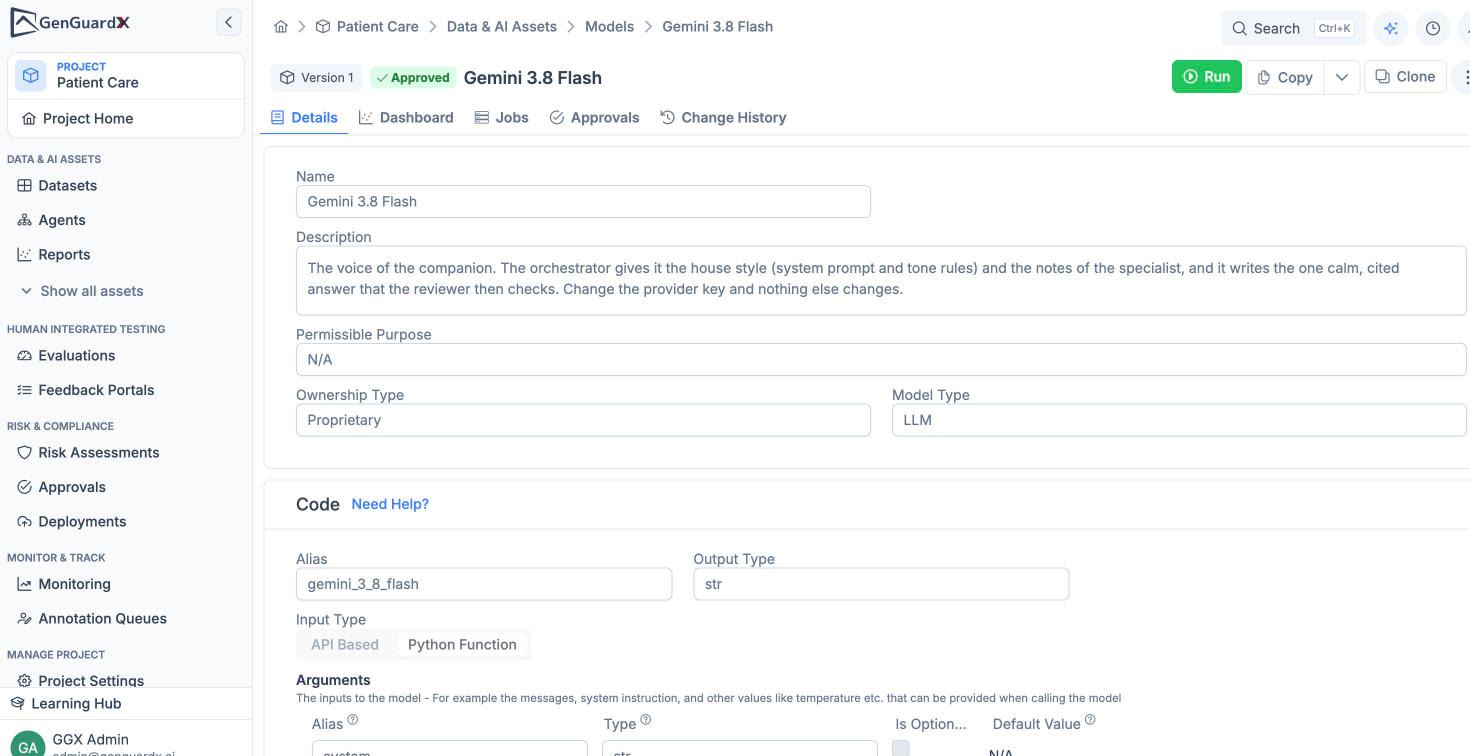 GenGuardX
Patient Care
Data & AI Assets
Models
Gemini 3.8 Flash
Search
Ctrl+K
PROJECT
Patient Care
Project Home
Version 1
Approved
Gemini 3.8 Flash
Run
Copy
Clone
Details
Dashboard
Jobs
Approvals
Change History
DATA & AI ASSETS
Datasets
Agents
Reports
Show all assets
HUMAN INTEGRATED TESTING
Evaluations
Feedback Portals
RISK & COMPLIANCE
Risk Assessments
Approvals
Deployments
MONITOR & TRACK
Monitoring
Annotation Queues
MANAGE PROJECT
Project Settings
Learning Hub
GA
GGX Admin
admin@genguardx.ai
Name
Gemini 3.8 Flash
Description
The voice of the companion. The orchestrator gives it the house style (system prompt and tone rules) and the notes of the specialist, and it writes the one calm, cited
answer that the reviewer then checks. Change the provider key and nothing else changes.
Permissible Purpose
N/A
Ownership Type
Model Type
Proprietary
LLM
Code
Need Help?
Alias
Output Type
gemini_3_8_flash
str
Input Type
API Based
Python Function
Arguments
The inputs to the model - For example the messages, system instruction, and other values like temperature etc. that can be provided when calling the model
Alias
Type
Is Option...
Default Value
system
str
N/A